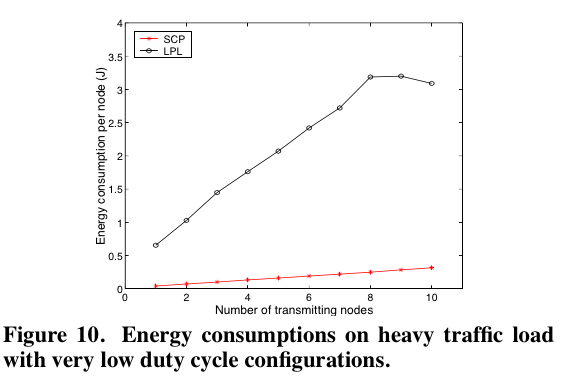 4
3.5
3
2.5
2
1.5
1
0.5
0
SCP
LPL
Energy consumption per node (J)
0 2 4 6 8 10
Number of transmitting nodes
Figure 10. Energy consumptions on heavy traffic load
with very low duty cycle configurations.